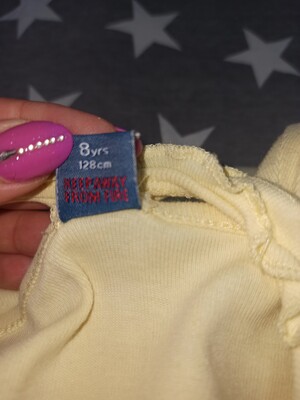 8yrs
128cm
KEEP AWAY
FROM FIRE